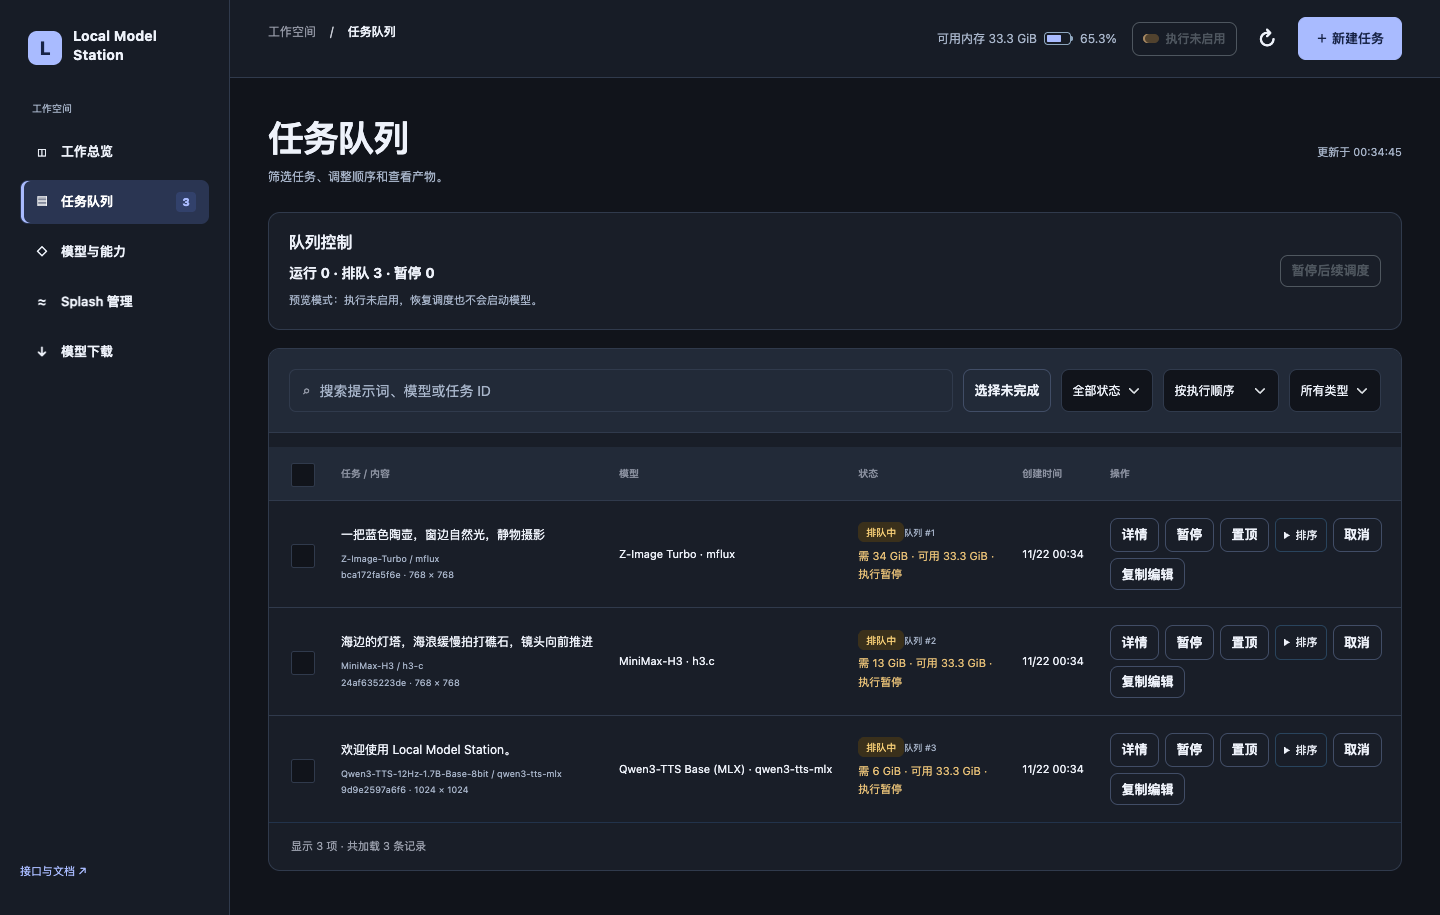 L
Local Model
Station
工作空间
工作总览
任务队列 3
模型与能力
Splash 管理
模型下载
接口与文档 ↗
工作空间 / 任务队列
可用内存 33.3 GiB 65.3%
执行未启用
+ 新建任务
任务队列
筛选任务、调整顺序和查看产物。
更新于 00:34:45
队列控制
运行 0 · 排队 3 · 暂停 0
预览模式：执行未启用，恢复调度也不会启动模型。
暂停后续调度
搜索提示词、模型或任务 ID
选择未完成
全部状态
按执行顺序
所有类型
任务 / 内容 模型 状态 创建时间 操作
一把蓝色陶壶，窗边自然光，静物摄影
Z-Image-Turbo / mflux
bca172fa5f6e · 768 × 768
Z-Image Turbo · mflux
排队中 队列 #1
需 34 GiB · 可用 33.3 GiB ·
执行暂停
11/22 00:34
详情 暂停 置顶 ▶ 排序 取消
复制编辑
海边的灯塔，海浪缓慢拍打礁石，镜头向前推进
MiniMax-H3 / h3-c
24af635223de · 768 × 768
MiniMax-H3 · h3.c
排队中 队列 #2
需 13 GiB · 可用 33.3 GiB ·
执行暂停
11/22 00:34
详情 暂停 置顶 ▶ 排序 取消
复制编辑
欢迎使用 Local Model Station。
Qwen3-TTS-12Hz-1.7B-Base-8bit / qwen3-tts-mlx
9d9e2597a6f6 · 1024 × 1024
Qwen3-TTS Base (MLX) · qwen3-tts-mlx
排队中 队列 #3
需 6 GiB · 可用 33.3 GiB ·
执行暂停
11/22 00:34
详情 暂停 置顶 ▶ 排序 取消
复制编辑
显示 3 项 · 共加载 3 条记录